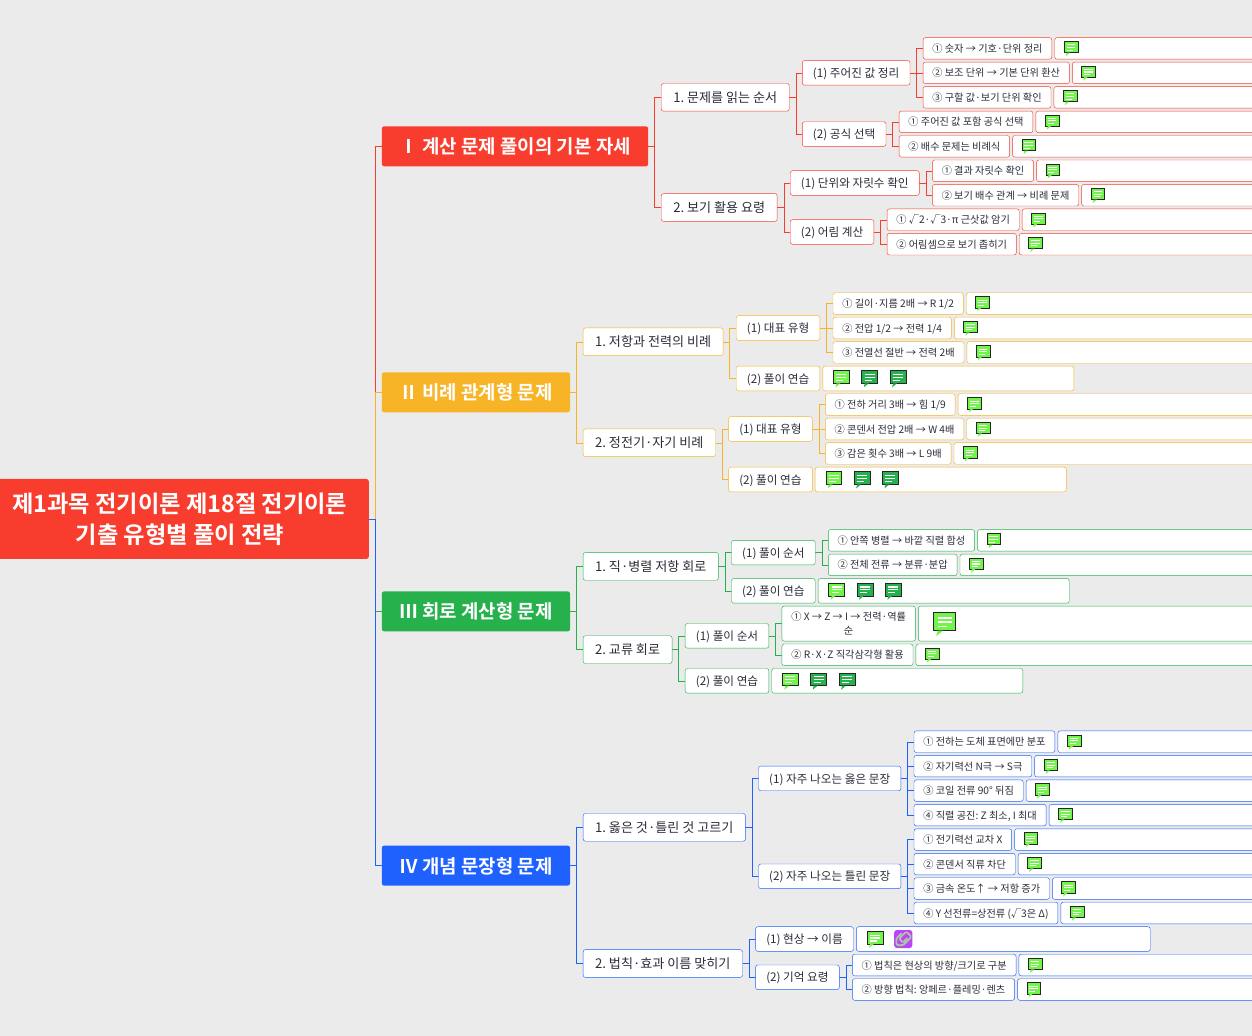 제1과목 전기이론 제18절 전기이론
기출 유형별 풀이 전략
Ⅰ 계산 문제 풀이의 기본 자세
1. 문제를 읽는 순서
(1) 주어진 값 정리
① 숫자 → 기호·단위 정리
② 보조 단위 → 기본 단위 환산
③ 구할 값·보기 단위 확인
(2) 공식 선택
① 주어진 값 포함 공식 선택
② 배수 문제는 비례식
2. 보기 활용 요령
(1) 단위와 자릿수 확인
① 결과 자릿수 확인
② 보기 배수 관계 → 비례 문제
(2) 어림 계산
① √2·√3·π 근삿값 암기
② 어림셈으로 보기 좁히기
Ⅱ 비례 관계형 문제
1. 저항과 전력의 비례
(1) 대표 유형
① 길이·지름 2배 → R 1/2
② 전압 1/2 → 전력 1/4
③ 전열선 절반 → 전력 2배
(2) 풀이 연습
2. 정전기·자기 비례
(1) 대표 유형
① 전하 거리 3배 → 힘 1/9
② 콘덴서 전압 2배 → W 4배
③ 감은 횟수 3배 → L 9배
(2) 풀이 연습
Ⅲ 회로 계산형 문제
1. 직·병렬 저항 회로
(1) 풀이 순서
① 안쪽 병렬 → 바깥 직렬 합성
② 전체 전류 → 분류·분압
(2) 풀이 연습
2. 교류 회로
(1) 풀이 순서
① X → Z → I → 전력·역률
순
② R·X·Z 직각삼각형 활용
(2) 풀이 연습
Ⅳ 개념 문장형 문제
1. 옳은 것·틀린 것 고르기
(1) 자주 나오는 옳은 문장
① 전하는 도체 표면에만 분포
② 자기력선 N극 → S극
③ 코일 전류 90° 뒤짐
④ 직렬 공진: Z 최소, I 최대
(2) 자주 나오는 틀린 문장
① 전기력선 교차 X
② 콘덴서 직류 차단
③ 금속 온도↑ → 저항 증가
④ Y 선전류=상전류 (√3은 Δ)
2. 법칙·효과 이름 맞히기
(1) 현상 → 이름
(2) 기억 요령
① 법칙은 현상의 방향/크기로 구분
② 방향 법칙: 앙페르·플레밍·렌츠